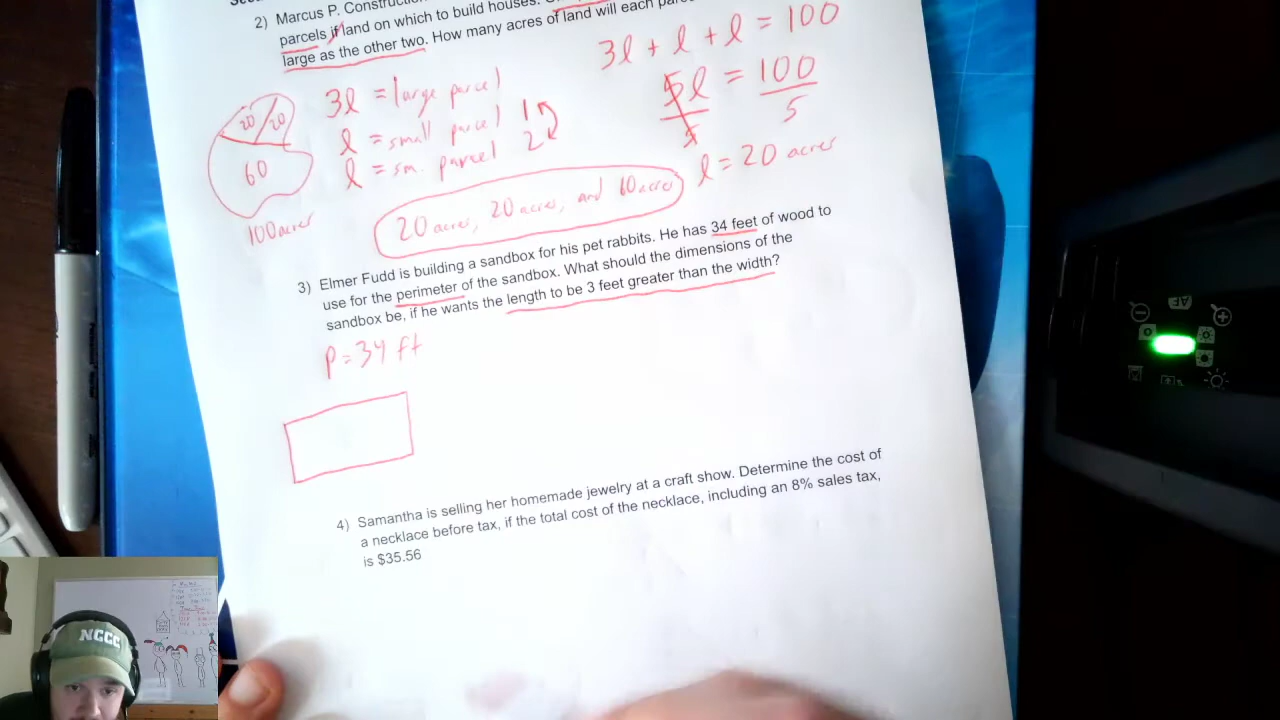 2) Marcus P. Construction
land on which to build houses.
parcels
large as the other two. How many acres of land will each
3l + l + l = 100
5l = 100
5 5
l = 20 acres
3l = large parcel
l = small parcel 1
l = sm. parcel 2
20 20
60
100 acres
20 acres, 20 acres, and 60 acres
3) Elmer Fudd is building a sandbox for his pet rabbits. He has 34 feet of wood to
use for the perimeter of the sandbox. What should the dimensions of the
sandbox be, if he wants the length to be 3 feet greater than the width?
P = 34 ft
4) Samantha is selling her homemade jewelry at a craft show. Determine the cost of
a necklace before tax, if the total cost of the necklace, including an 8% sales tax,
is $35.56
AF
NGCC